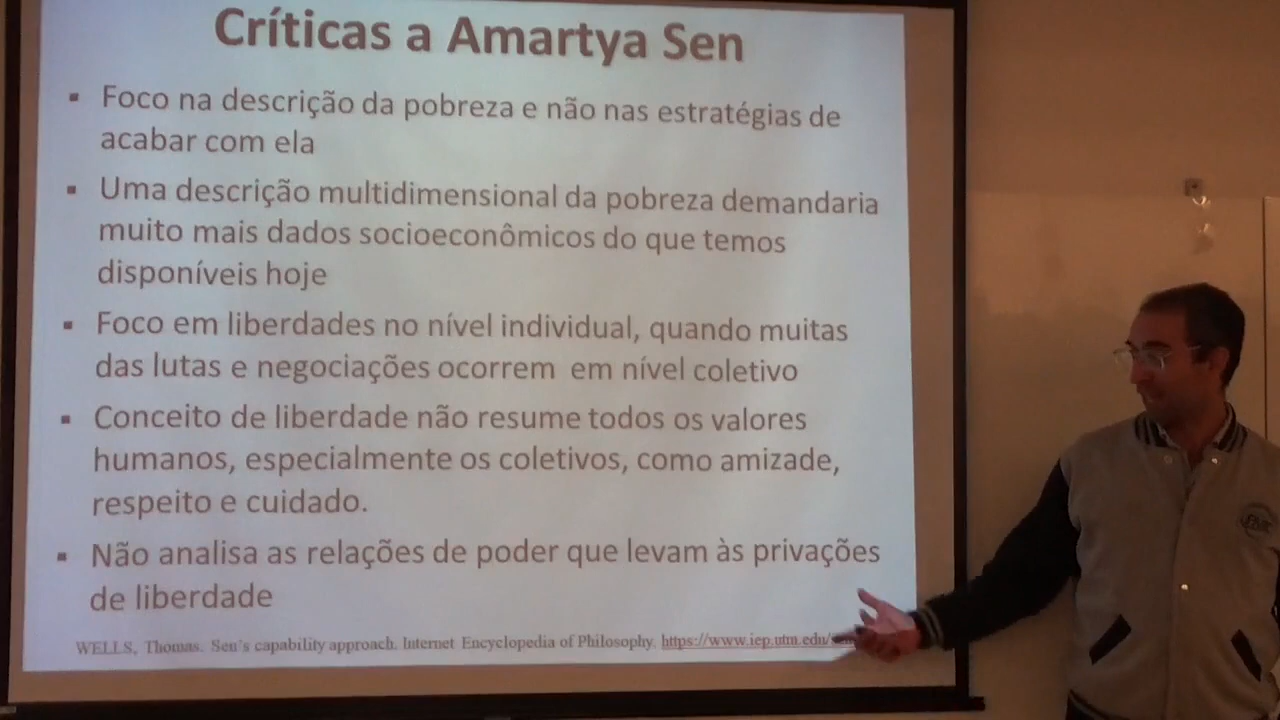 Críticas a Amartya Sen
▪ Foco na descrição da pobreza e não nas estratégias de
acabar com ela
▪ Uma descrição multidimensional da pobreza demandaria
muito mais dados socioeconômicos do que temos
disponíveis hoje
▪ Foco em liberdades no nível individual, quando muitas
das lutas e negociações ocorrem em nível coletivo
▪ Conceito de liberdade não resume todos os valores
humanos, especialmente os coletivos, como amizade,
respeito e cuidado.
▪ Não analisa as relações de poder que levam às privações
de liberdade
WELLS, Thomas. Sen's capability approach. Internet Encyclopedia of Philosophy. https://www.iep.utm.edu/